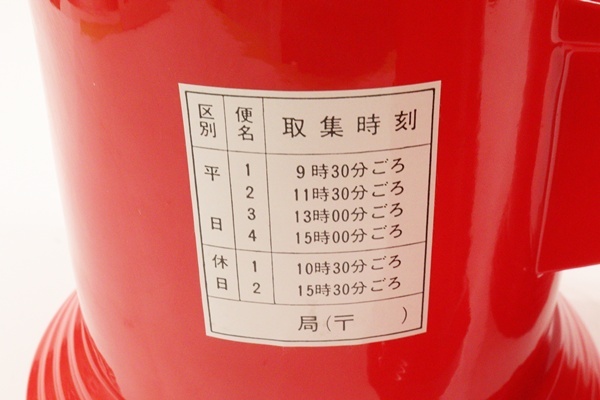 区別 便名 取集時刻
平日 1 9時30分ごろ
2 11時30分ごろ
3 13時00分ごろ
4 15時00分ごろ
休日 1 10時30分ごろ
2 15時30分ごろ
局(〒 )